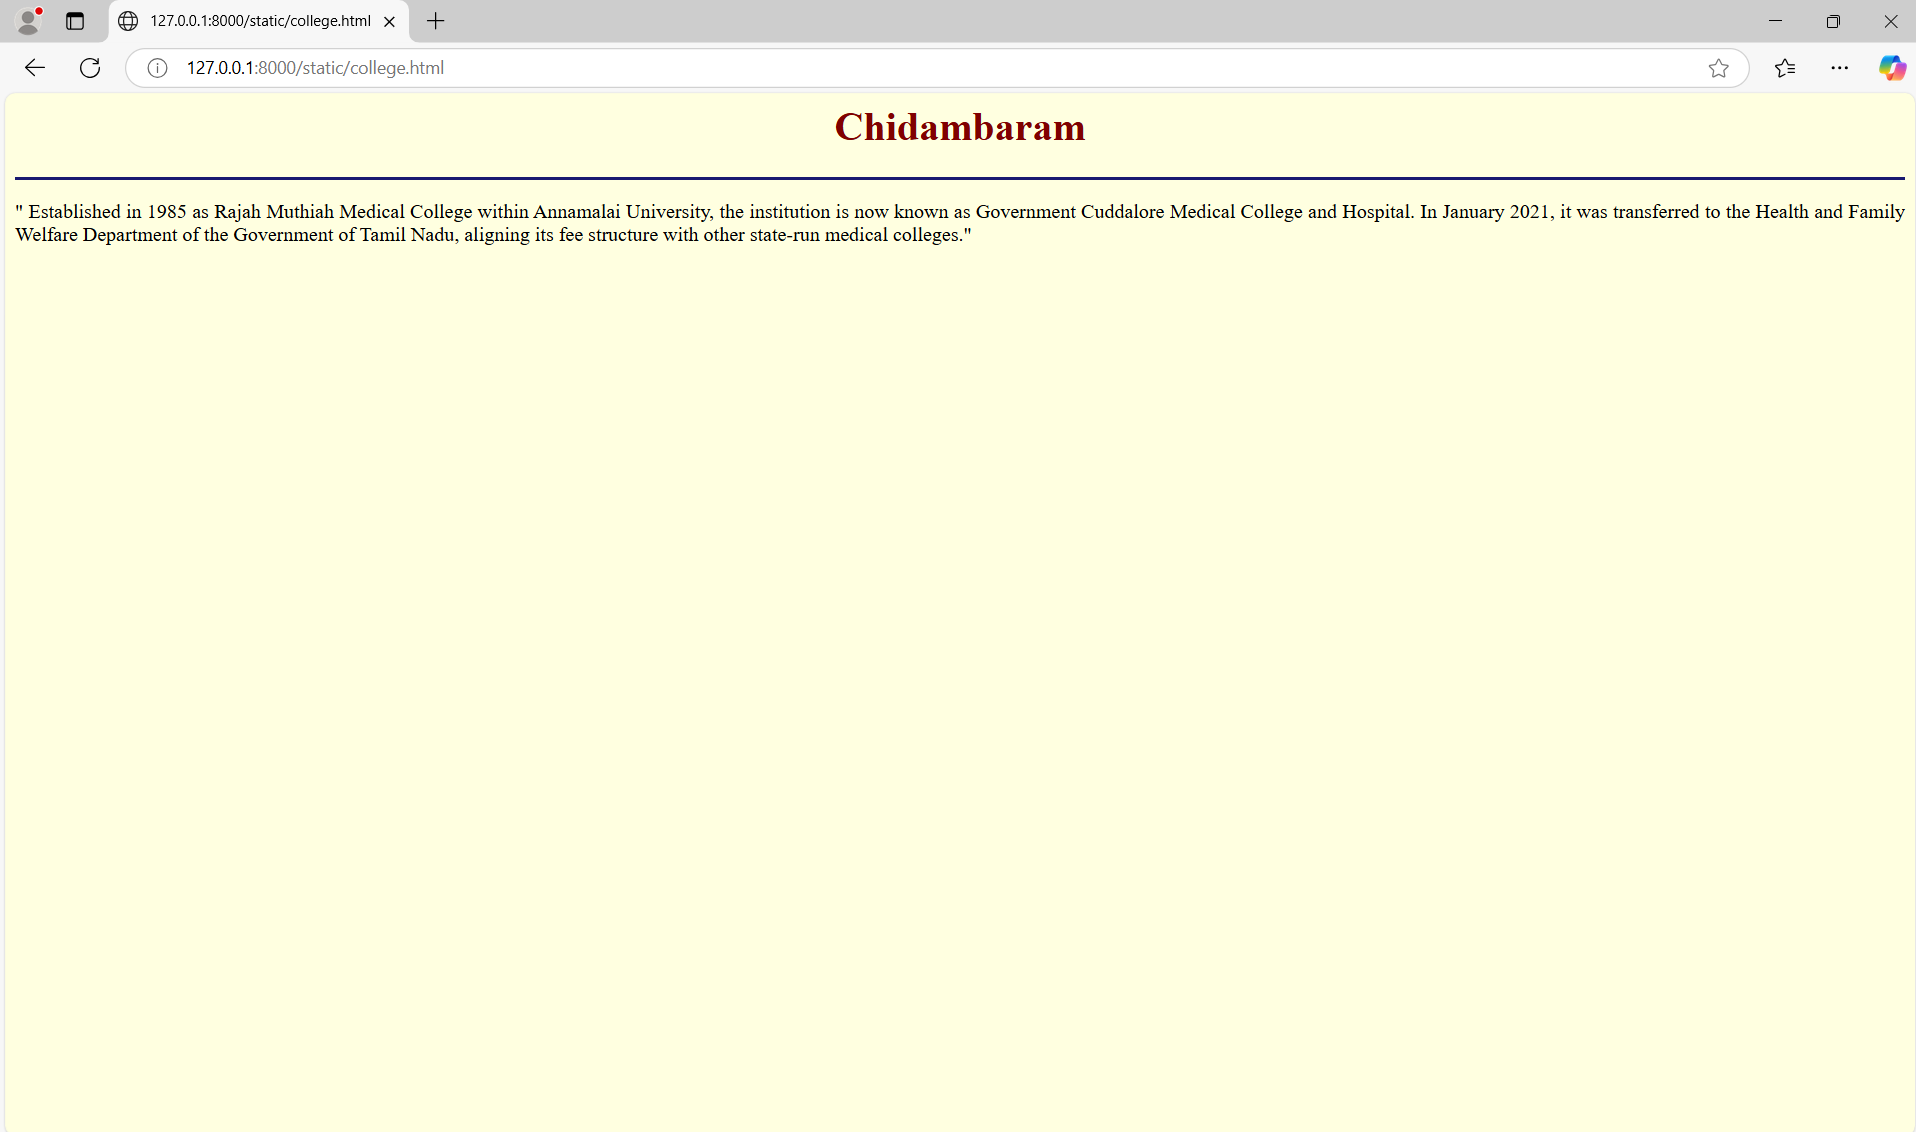 127.0.0.1:8000/static/college.html
127.0.0.1:8000/static/college.html
Chidambaram
" Established in 1985 as Rajah Muthiah Medical College within Annamalai University, the institution is now known as Government Cuddalore Medical College and Hospital. In January 2021, it was transferred to the Health and Family
Welfare Department of the Government of Tamil Nadu, aligning its fee structure with other state-run medical colleges."